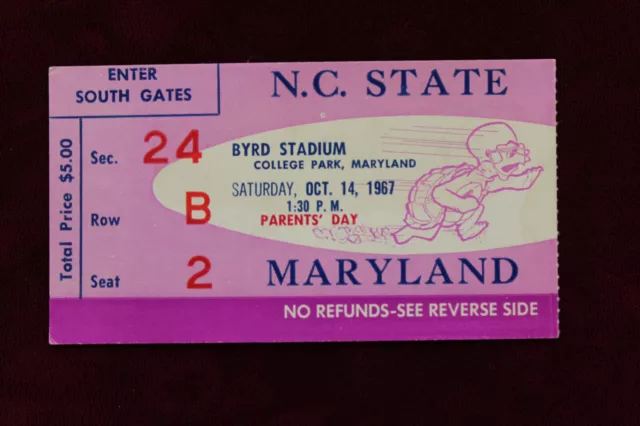 ENTER
SOUTH GATES
N.C. STATE
Total Price $5.00
Sec. 24
Row B
Seat 2
BYRD STADIUM
COLLEGE PARK, MARYLAND
SATURDAY, OCT. 14, 1967
1:30 P. M.
PARENTS' DAY
MARYLAND
NO REFUNDS-SEE REVERSE SIDE